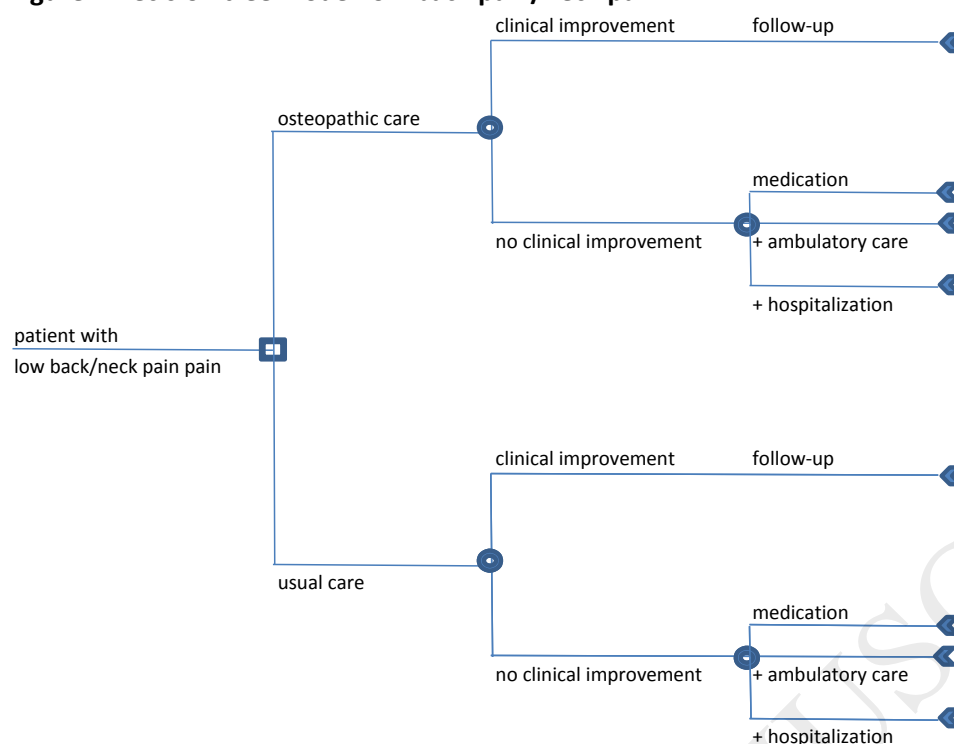 clinical improvement follow-up
osteopathic care
medication
no clinical improvement + ambulatory care
+ hospitalization
patient with
low back/neck pain pain
clinical improvement follow-up
usual care
medication
no clinical improvement + ambulatory care
+ hospitalization